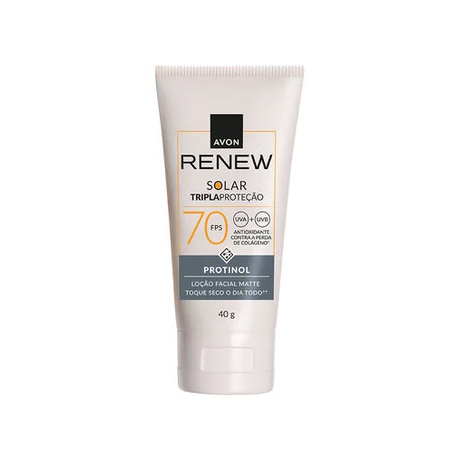 AVON
RENEW
SOLAR
TRIPLAPROTEÇÃO
70 FPS
UVA + UVB
ANTIOXIDANTE
CONTRA A PERDA
DE COLÁGENO*
PROTINOL
LOÇÃO FACIAL MATTE
TOQUE SECO O DIA TODO**
40 g